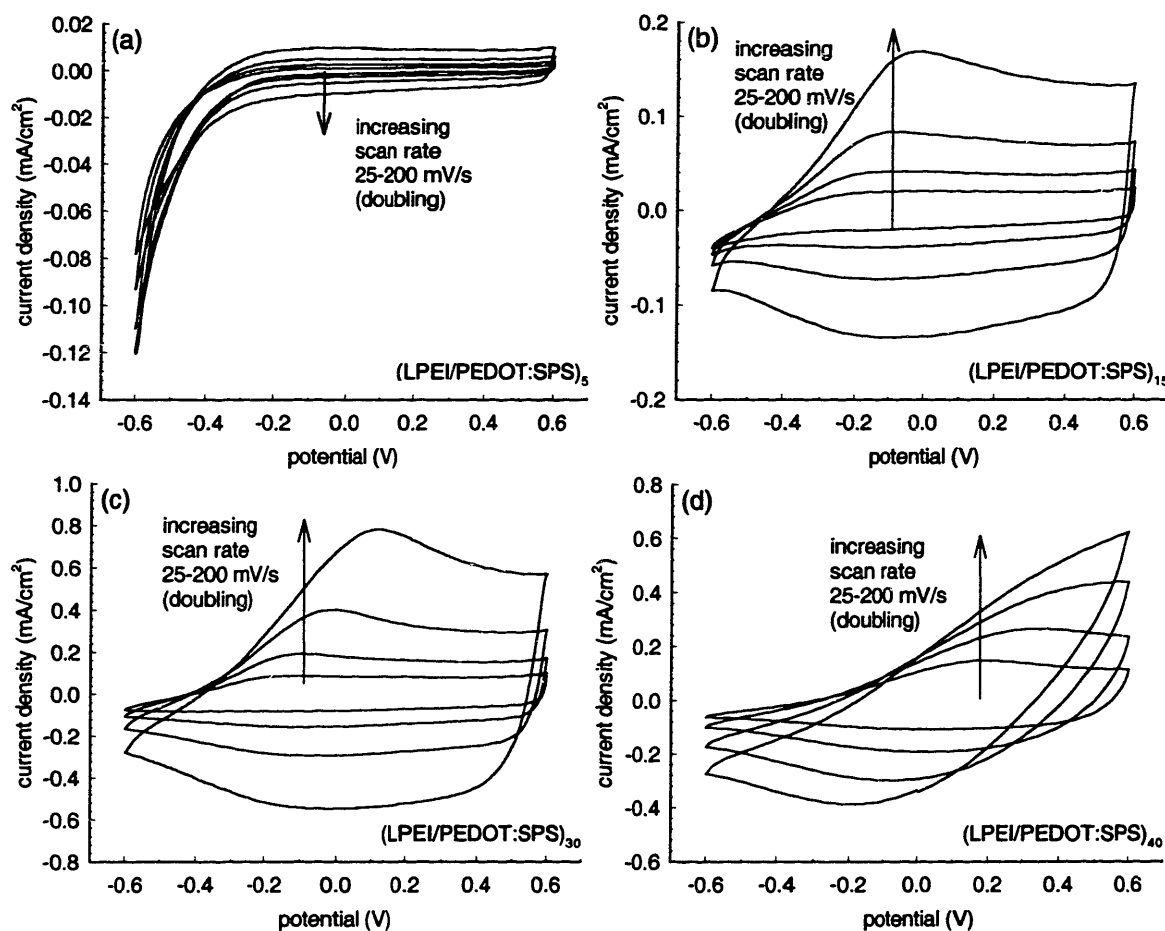 (a)
0.02
0.00
-0.02
-0.04
-0.06
-0.08
-0.10
-0.12
-0.14
current density (mA/cm²)
increasing
scan rate
25-200 mV/s
(doubling)
(LPEI/PEDOT:SPS)₅
-0.6 -0.4 -0.2 0.0 0.2 0.4 0.6
potential (V)
(b)
0.2
0.1
0.0
-0.1
-0.2
current density (mA/cm²)
increasing
scan rate
25-200 mV/s
(doubling)
(LPEI/PEDOT:SPS)₁₅
-0.6 -0.4 -0.2 0.0 0.2 0.4 0.6
potential (V)
(c)
1.0
0.8
0.6
0.4
0.2
0.0
-0.2
-0.4
-0.6
-0.8
current density (mA/cm²)
increasing
scan rate
25-200 mV/s
(doubling)
(LPEI/PEDOT:SPS)₃₀
-0.6 -0.4 -0.2 0.0 0.2 0.4 0.6
potential (V)
(d)
0.8
0.6
0.4
0.2
0.0
-0.2
-0.4
-0.6
current density (mA/cm²)
increasing
scan rate
25-200 mV/s
(doubling)
(LPEI/PEDOT:SPS)₄₀
-0.6 -0.4 -0.2 0.0 0.2 0.4 0.6
potential (V)